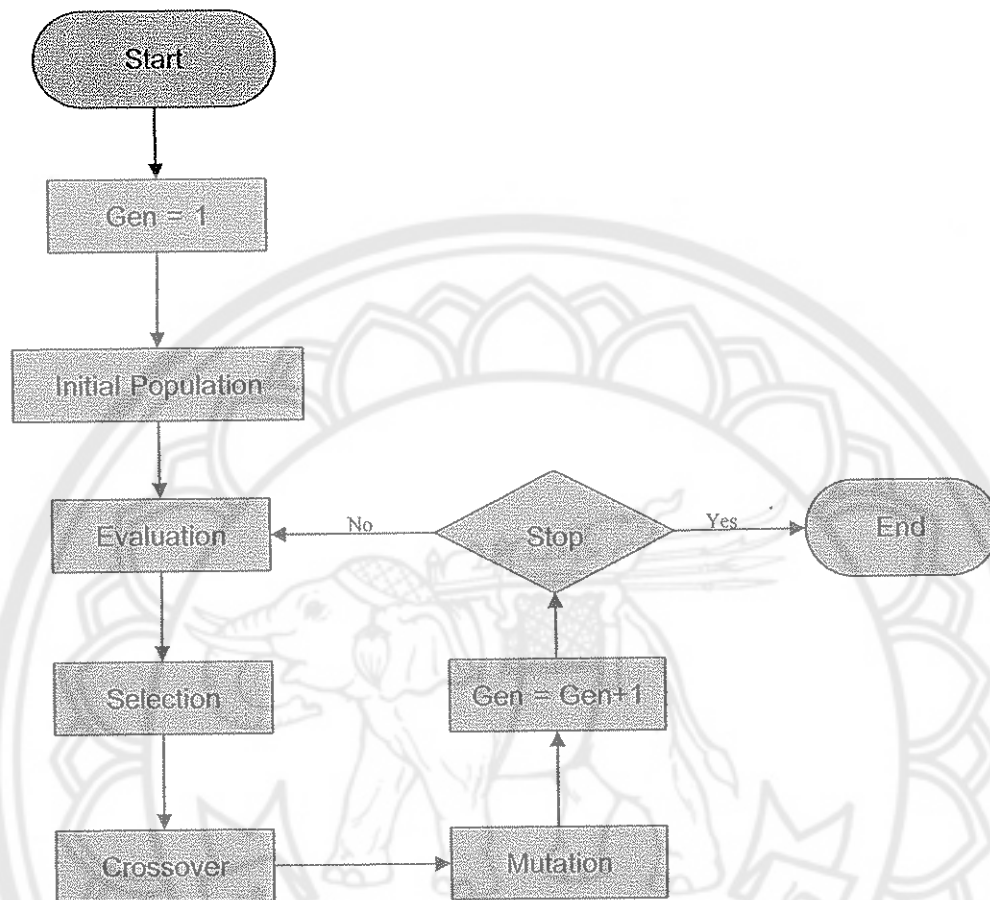 Start
Gen = 1
Initial Population
Evaluation
No
Stop
Yes
End
Selection
Gen = Gen+1
Crossover
Mutation